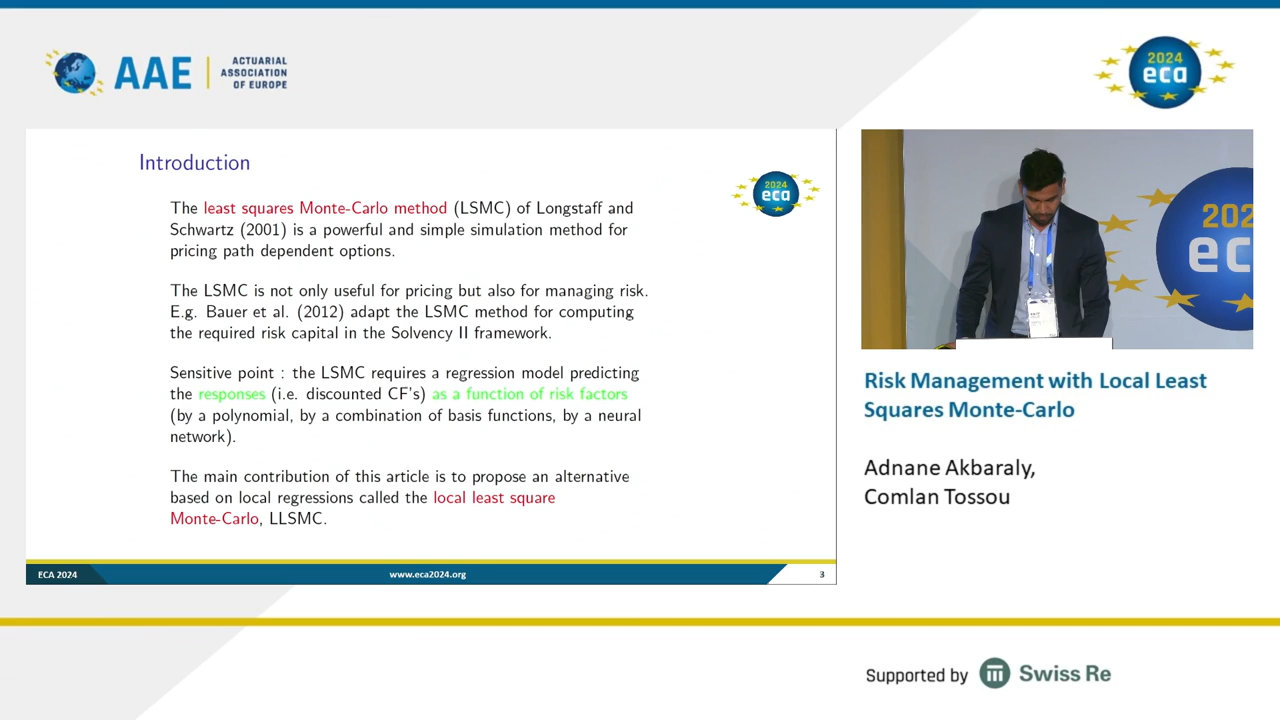 AAE
ACTUARIAL
ASSOCIATION
OF EUROPE
2024
eca
Introduction
2024
eca
The least squares Monte-Carlo method (LSMC) of Longstaff and
Schwartz (2001) is a powerful and simple simulation method for
pricing path dependent options.
The LSMC is not only useful for pricing but also for managing risk.
E.g. Bauer et al. (2012) adapt the LSMC method for computing
the required risk capital in the Solvency II framework.
Sensitive point : the LSMC requires a regression model predicting
the responses (i.e. discounted CF's) as a function of risk factors
(by a polynomial, by a combination of basis functions, by a neural
network).
The main contribution of this article is to propose an alternative
based on local regressions called the local least square
Monte-Carlo, LLSMC.
ECA 2024
www.eca2024.org
3
202
ec
Risk Management with Local Least
Squares Monte-Carlo
Adnane Akbaraly,
Comlan Tossou
Supported by
Swiss Re